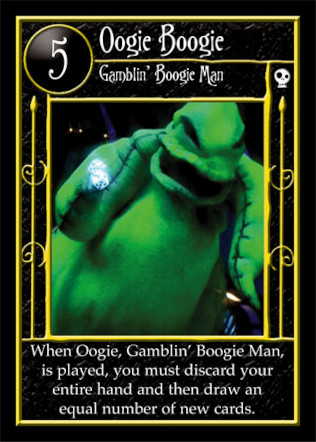 5
Oogie Boogie
Gamblin' Boogie Man
When Oogie, Gamblin' Boogie Man,
is played, you must discard your
entire hand and then draw an
equal number of new cards.